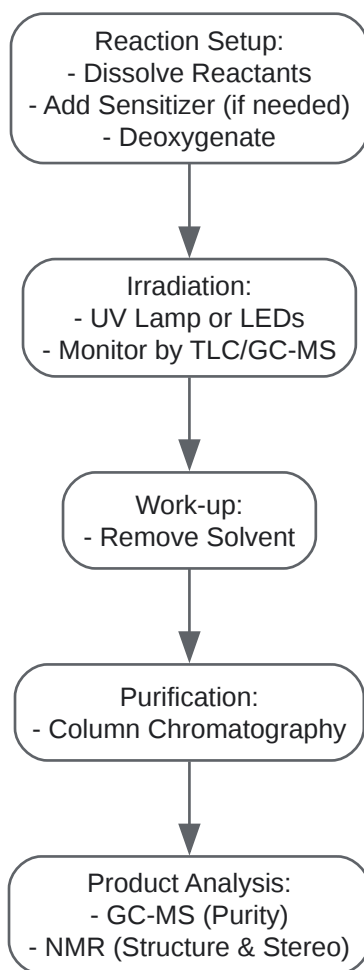 Reaction Setup:
- Dissolve Reactants
- Add Sensitizer (if needed)
- Deoxygenate
Irradiation:
- UV Lamp or LEDs
- Monitor by TLC/GC-MS
Work-up:
- Remove Solvent
Purification:
- Column Chromatography
Product Analysis:
- GC-MS (Purity)
- NMR (Structure & Stereo)